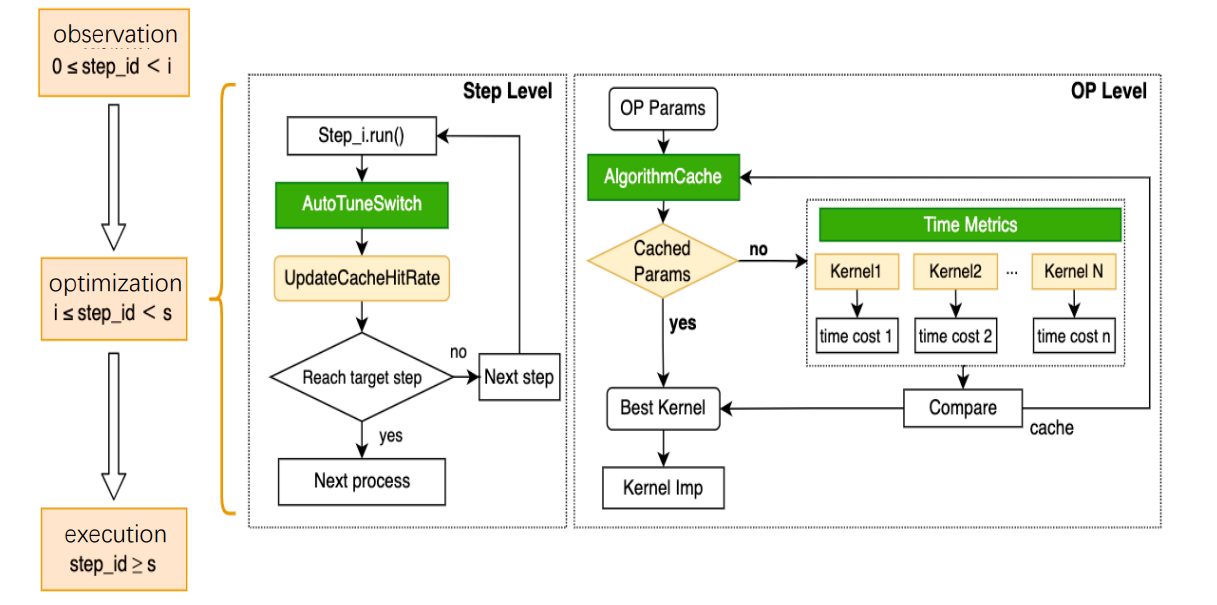 observation
0 ≤ step_id < i
optimization
i ≤ step_id < s
execution
step_id ≥ s
Step Level
Step_i.run()
AutoTuneSwitch
UpdateCacheHitRate
Reach target step
no
Next step
yes
Next process
OP Level
OP Params
AlgorithmCache
Cached
Params
no
yes
Time Metrics
Kernel1
Kernel2
...
Kernel N
time cost 1
time cost 2
time cost n
Best Kernel
Compare
cache
Kernel Imp